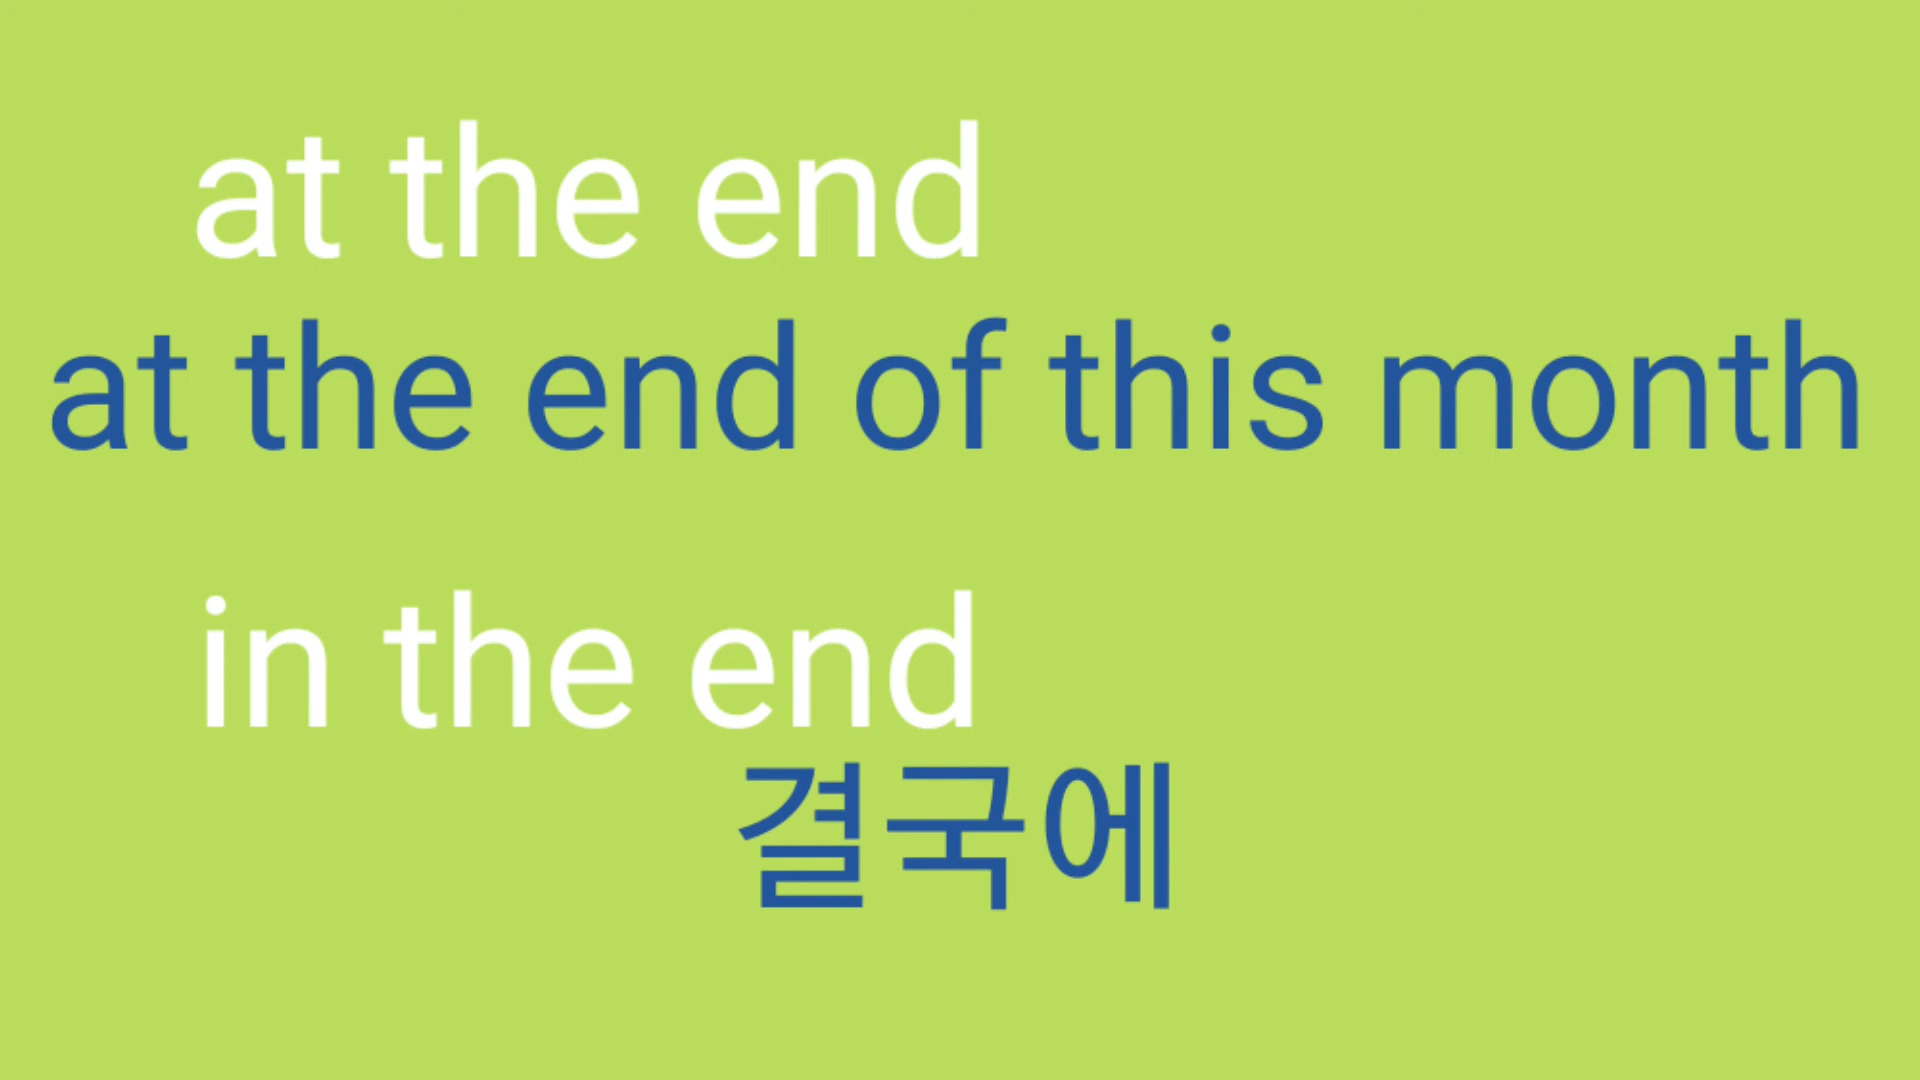 at the end
at the end of this month
in the end
결국에